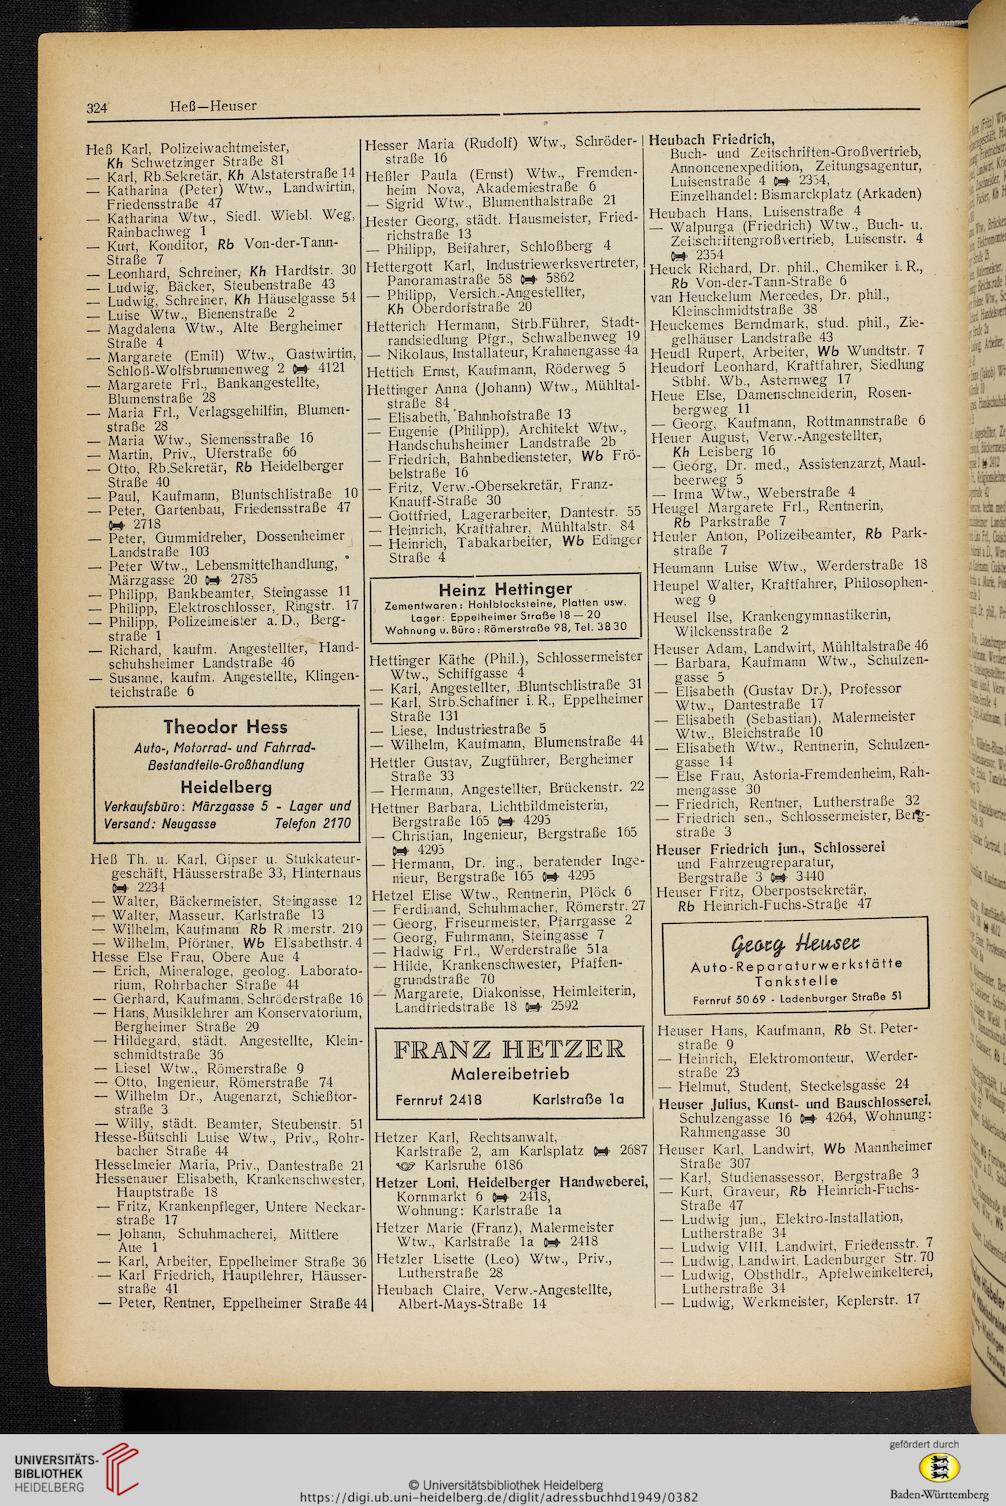 324 Heß—Heuser
Heß Karl, Polizeiwachtmeister,
Kh Schwetzinger Straße 81
— Karl, Rb.Sekretär, Kh Alstaterstraße 14
— Katharina (Peter) Wtw., Landwirtin,
Friedensstraße 47
— Katharina Wtw., Siedl. Wiebl. Weg,
Rainbachweg 1
— Kurt, Konditor, Rb Von-der-Tann-
Straße 7
— Leonhard, Schreiner, Kh Hardtstr. 30
— Ludwig, Bäcker, Steubenstraße 43
— Ludwig, Schreiner, Kh Häuselgasse 54
— Luise Wtw., Bienenstraße 2
— Magdalena Wtw., Alte Bergheimer
Straße 4
— Margarete (Emil) Wtw., Gastwirtin,
Schloß-Wolfsbrunnenweg 2 4121
— Margarete Frl., Bankangestellte,
Blumenstraße 28
— Maria Frl., Verlagsgehilfin, Blumen-
straße 28
— Maria Wtw., Siemensstraße 16
— Martin, Priv., Uferstraße 66
— Otto, Rb.Sekretär, Rb Heidelberger
Straße 40
— Paul, Kaufmann, Bluntschlistraße 10
— Peter, Gartenbau, Friedensstraße 47
2718
— Peter, Gummidreher, Dossenheimer
Landstraße 103
— Peter Wtw., Lebensmittelhandlung,
Märzgasse 20 2785
— Philipp, Bankbeamter, Steingasse 11
— Philipp, Elektroschlosser, Ringstr. 17
— Philipp, Polizeimeister a. D., Berg-
straße 1
— Richard, kaufm. Angestellter, Hand-
schuhsheimer Landstraße 46
— Susanne, kaufm. Angestellte, Klingen-
teichstraße 6
Theodor Hess
Auto-, Motorrad- und Fahrrad-
Bestandteile-Großhandlung
Heidelberg
Verkaufsbüro: Märzgasse 5 - Lager und
Versand: Neugasse Telefon 2170
Heß Th. u. Karl, Gipser u. Stukkateur-
geschäft, Häusserstraße 33, Hinterhaus
2234
— Walter, Bäckermeister, Steingasse 12
— Walter, Masseur, Karlstraße 13
— Wilhelm, Kaufmann Rb Römerstr. 219
— Wilhelm, Pförtner, Wb Elisabethstr. 4
Hesse Else Frau, Obere Aue 4
— Erich, Mineraloge, geolog. Laborato-
rium, Rohrbacher Straße 44
— Gerhard, Kaufmann, Schröderstraße 16
— Hans, Musiklehrer am Konservatorium,
Bergheimer Straße 29
— Hildegard, städt. Angestellte, Klein-
schmidtstraße 36
— Liesel Wtw., Römerstraße 9
— Otto, Ingenieur, Römerstraße 74
— Wilhelm Dr., Augenarzt, Schießtor-
straße 3
— Willy, städt. Beamter, Steubenstr. 51
Hesse-Bütschli Luise Wtw., Priv., Rohr-
bacher Straße 44
Hesselmeier Maria, Priv., Dantestraße 21
Hessenauer Elisabeth, Krankenschwester,
Hauptstraße 18
— Fritz, Krankenpfleger, Untere Neckar-
straße 17
— Johann, Schuhmacherei, Mittlere
Aue 1
— Karl, Arbeiter, Eppelheimer Straße 36
— Karl Friedrich, Hauptlehrer, Häusser-
straße 41
— Peter, Rentner, Eppelheimer Straße 44
Hesser Maria (Rudolf) Wtw., Schröder-
straße 16
Heßler Paula (Ernst) Wtw., Fremden-
heim Nova, Akademiestraße 6
— Sigrid Wtw., Blumenthalstraße 21
Hester Georg, städt. Hausmeister, Fried-
richstraße 13
— Philipp, Beifahrer, Schloßberg 4
Hettergott Karl, Industriewerksvertreter,
Panoramastraße 58 5862
— Philipp, Versich.-Angestellter,
Kh Oberdorfstraße 20
Hetterich Hermann, Strb.Führer, Stadt-
randsiedlung Pfgr., Schwalbenweg 19
— Nikolaus, Installateur, Krahnengasse 4a
Hettich Ernst, Kaufmann, Röderweg 5
Hettinger Anna (Johann) Wtw., Mühltal-
straße 84
— Elisabeth, Bahnhofstraße 13
— Eugenie (Philipp), Architekt Wtw.,
Handschuhsheimer Landstraße 2b
— Friedrich, Bahnbediensteter, Wb Frö-
belstraße 16
— Fritz, Verw.-Obersekretär, Franz-
Knauff-Straße 30
— Gottfried, Lagerarbeiter, Dantestr. 55
— Heinrich, Kraftfahrer, Mühltalstr. 84
— Heinrich, Tabakarbeiter, Wb Edinger
Straße 4
Heinz Hettinger
Zementwaren: Hohlblocksteine, Platten usw.
Lager: Eppelheimer Straße 18 — 20
Wohnung u. Büro: Römerstraße 98, Tel. 3830
Hettinger Käthe (Phil.), Schlossermeister
Wtw., Schiffgasse 4
— Karl, Angestellter, Bluntschlistraße 31
— Karl, Strb.Schaffner i. R., Eppelheimer
Straße 131
— Liese, Industriestraße 5
— Wilhelm, Kaufmann, Blumenstraße 44
Hettler Gustav, Zugführer, Bergheimer
Straße 33
— Hermann, Angestellter, Brückenstr. 22
Hettner Barbara, Lichtbildmeisterin,
Bergstraße 165 4295
— Christian, Ingenieur, Bergstraße 165
4295
— Hermann, Dr. ing., beratender Inge-
nieur, Bergstraße 165 4295
Hetzel Elise Wtw., Rentnerin, Plöck 6
— Ferdinand, Schuhmacher, Römerstr. 27
— Georg, Friseurmeister, Pfarrgasse 2
— Georg, Fuhrmann, Steingasse 7
— Hadwig Frl., Werderstraße 51a
— Hilde, Krankenschwester, Pfaffen-
grundstraße 70
— Margarete, Diakonisse, Heimleiterin,
Landfriedstraße 18 2592
FRANZ HETZER
Malereibetrieb
Fernruf 2418 Karlstraße 1a
Hetzer Karl, Rechtsanwalt,
Karlstraße 2, am Karlsplatz 2687
Karlsruhe 6186
Hetzer Loni, Heidelberger Handweberei,
Kornmarkt 6 2418,
Wohnung: Karlstraße 1a
Hetzer Marie (Franz), Malermeister
Wtw., Karlstraße 1a 2418
Hetzler Lisette (Leo) Wtw., Priv.,
Lutherstraße 28
Heubach Claire, Verw.-Angestellte,
Albert-Mays-Straße 14
Heubach Friedrich,
Buch- und Zeitschriften-Großvertrieb,
Annoncenexpedition, Zeitungsagentur,
Luisenstraße 4 2354,
Einzelhandel: Bismarckplatz (Arkaden)
Heubach Hans, Luisenstraße 4
— Walpurga (Friedrich) Wtw., Buch- u.
Zeitschriftengroßvertrieb, Luisenstr. 4
2354
Heuck Richard, Dr. phil., Chemiker i. R.,
Rb Von-der-Tann-Straße 6
van Heuckelum Mercedes, Dr. phil.,
Kleinschmidtstraße 38
Heuckemes Berndmark, stud. phil., Zie-
gelhäuser Landstraße 43
Heudl Rupert, Arbeiter, Wb Wundtstr. 7
Heudorf Leonhard, Kraftfahrer, Siedlung
Stbhf. Wb., Asternweg 17
Heue Else, Damenschneiderin, Rosen-
bergweg 11
— Georg, Kaufmann, Rottmannstraße 6
Heuer August, Verw.-Angestellter,
Kh Leisberg 16
— Georg, Dr. med., Assistenzarzt, Maul-
beerweg 5
— Irma Wtw., Weberstraße 4
Heugel Margarete Frl., Rentnerin,
Rb Parkstraße 7
Heuler Anton, Polizeibeamter, Rb Park-
straße 7
Heumann Luise Wtw., Werderstraße 18
Heupel Walter, Kraftfahrer, Philosophen-
weg 9
Heusel Ilse, Krankengymnastikerin,
Wilckensstraße 2
Heuser Adam, Landwirt, Mühltalstraße 46
— Barbara, Kaufmann Wtw., Schulzen-
gasse 5
— Elisabeth (Gustav Dr.), Professor
Wtw., Dantestraße 17
— Elisabeth (Sebastian), Malermeister
Wtw., Bleichstraße 10
— Elisabeth Wtw., Rentnerin, Schulzen-
gasse 14
— Else Frau, Astoria-Fremdenheim, Rah-
mengasse 30
— Friedrich, Rentner, Lutherstraße 32
— Friedrich sen., Schlossermeister, Berg-
straße 3
Heuser Friedrich jun., Schlosserei
und Fahrzeugreparatur,
Bergstraße 3 3440
Heuser Fritz, Oberpostsekretär,
Rb Heinrich-Fuchs-Straße 47
Georg Heuser
Auto-Reparaturwerkstätte
Tankstelle
Fernruf 5069 - Ladenburger Straße 51
Heuser Hans, Kaufmann, Rb St. Peter-
straße 9
— Heinrich, Elektromonteur, Werder-
straße 23
— Helmut, Student, Steckelsgasse 24
Heuser Julius, Kunst- und Bauschlosserei,
Schulzengasse 16 4264, Wohnung:
Rahmengasse 30
Heuser Karl, Landwirt, Wb Mannheimer
Straße 307
— Karl, Studienassessor, Bergstraße 3
— Kurt, Graveur, Rb Heinrich-Fuchs-
Straße 47
— Ludwig jun., Elektro-Installation,
Lutherstraße 34
— Ludwig VIII, Landwirt, Friedensstr. 7
— Ludwig, Landwirt, Ladenburger Str. 70
— Ludwig, Obsthdlr., Apfelweinkelterei,
Lutherstraße 34
— Ludwig, Werkmeister, Keplerstr. 17
UNIVERSITÄTS-
BIBLIOTHEK
HEIDELBERG
© Universitätsbibliothek Heidelberg
https://digi.ub.uni-heidelberg.de/diglit/adressbuchhd1949/0382
gefördert durch
Baden-Württemberg